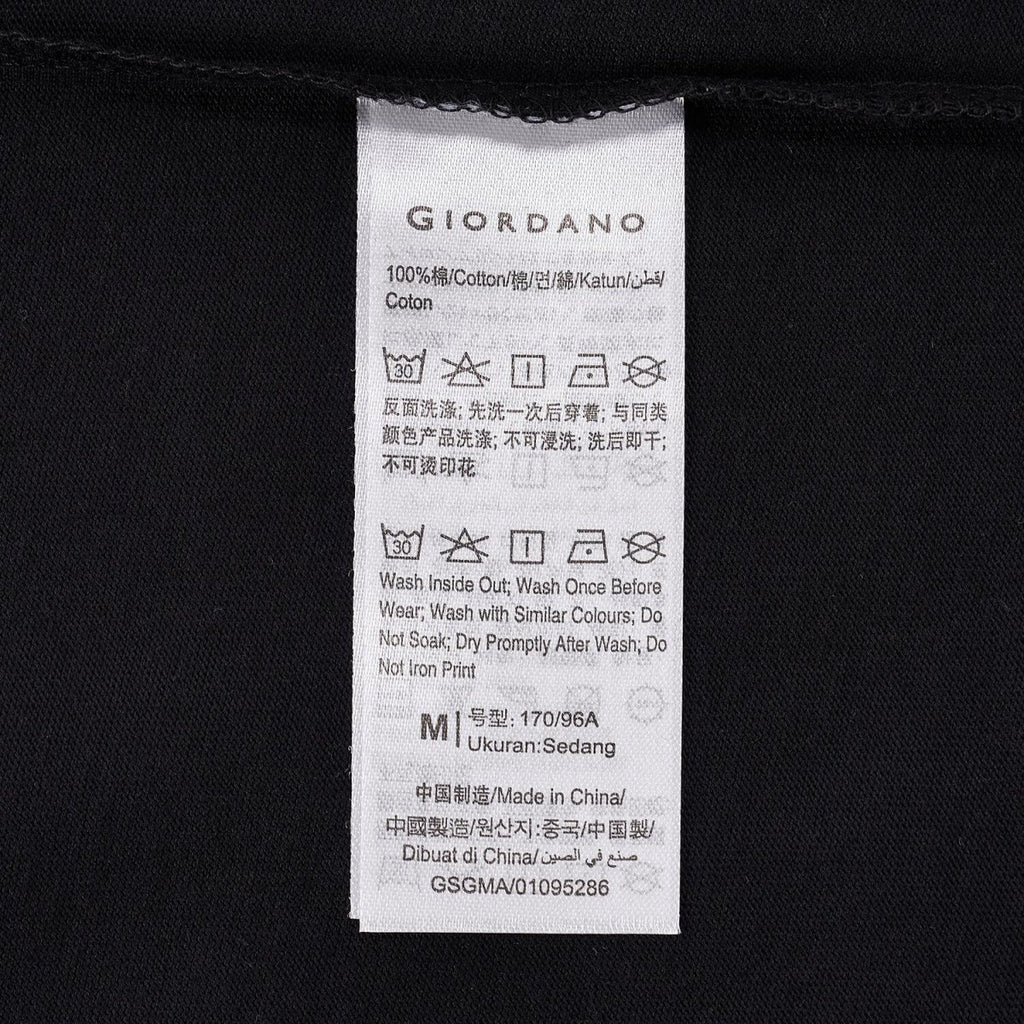 GIORDANO
100%棉/Cotton/棉/면/綿/Katun/قطن/
Coton
30
反面洗涤; 先洗一次后穿着; 与同类
颜色产品洗涤; 不可浸洗; 洗后即干;
不可烫印花
30
Wash Inside Out; Wash Once Before
Wear; Wash with Similar Colours; Do
Not Soak; Dry Promptly After Wash; Do
Not Iron Print
M
号型: 170/96A
Ukuran:Sedang
中国制造/Made in China/
中國製造/원산지:중국/中国製/
Dibuat di China/صنع في الصين
GSGMA/01095286